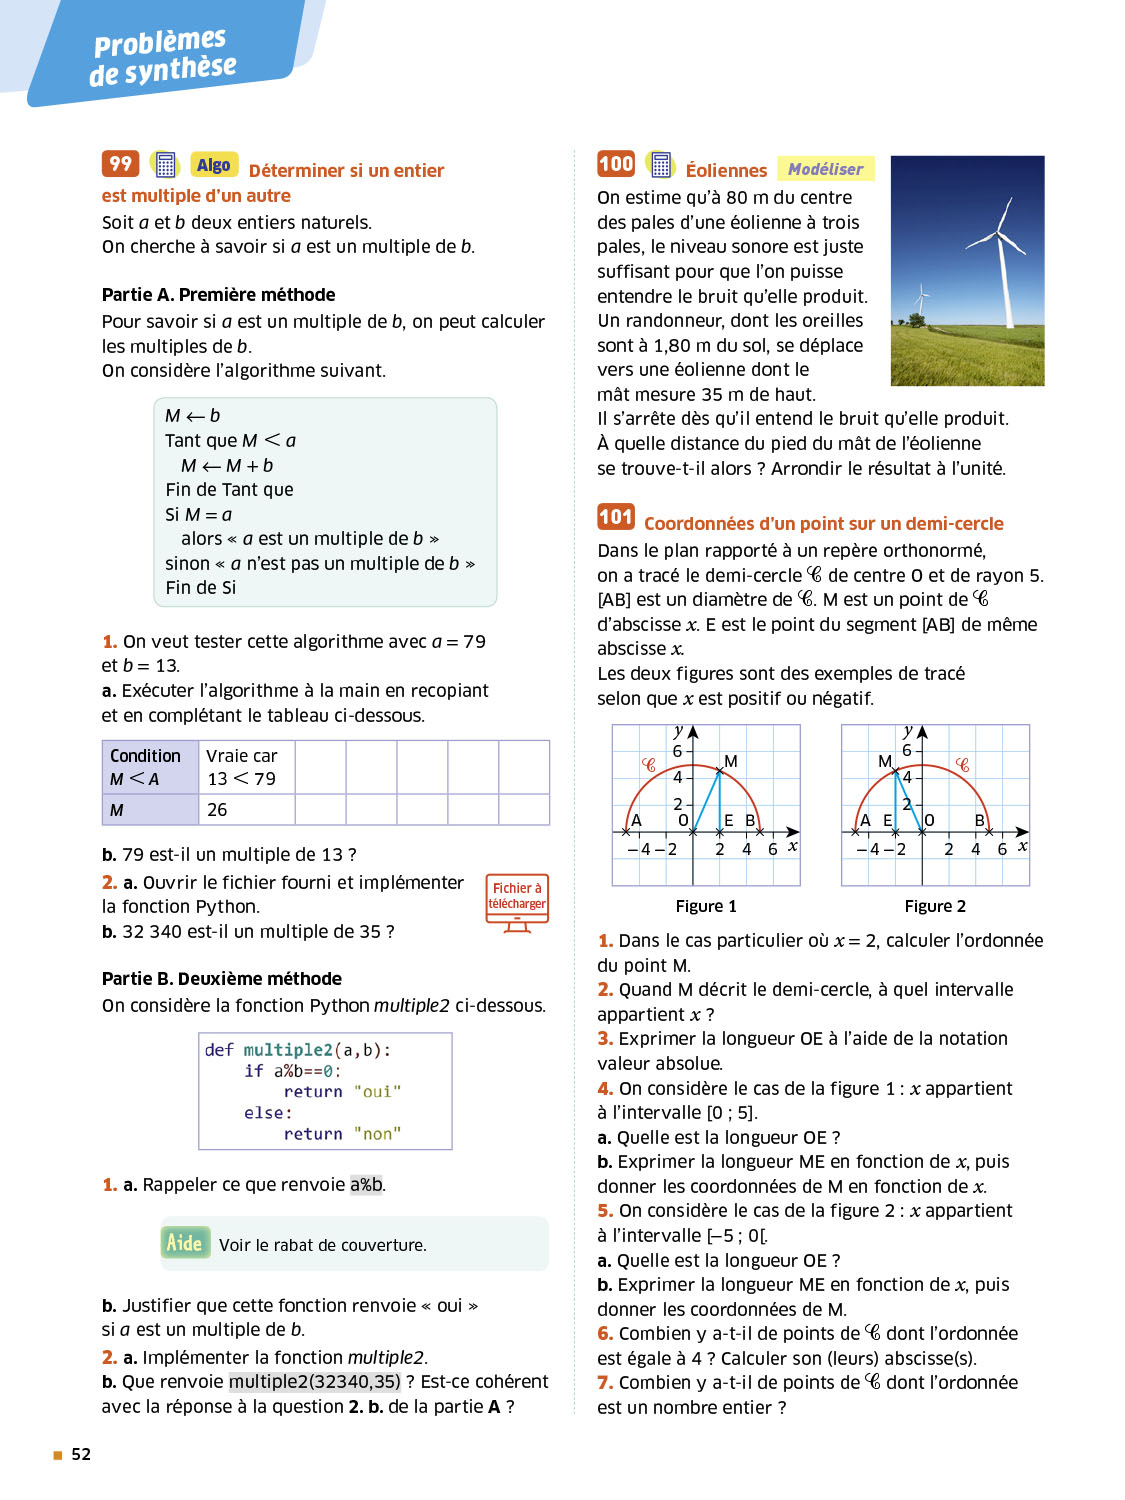 Problèmes
de synthèse
99 Algo Déterminer si un entier
est multiple d'un autre
Soit a et b deux entiers naturels.
On cherche à savoir si a est un multiple de b.
Partie A. Première méthode
Pour savoir si a est un multiple de b, on peut calculer
les multiples de b.
On considère l'algorithme suivant.
M ← b
Tant que M < a
M ← M + b
Fin de Tant que
Si M = a
alors « a est un multiple de b »
sinon « a n'est pas un multiple de b »
Fin de Si
1. On veut tester cette algorithme avec a = 79
et b = 13.
a. Exécuter l'algorithme à la main en recopiant
et en complétant le tableau ci-dessous.
Condition Vraie car
M < A 13 < 79
M 26
b. 79 est-il un multiple de 13 ?
2. a. Ouvrir le fichier fourni et implémenter
la fonction Python.
b. 32 340 est-il un multiple de 35 ?
Fichier à
télécharger
Partie B. Deuxième méthode
On considère la fonction Python multiple2 ci-dessous.
def multiple2(a,b):
if a%b==0:
return "oui"
else:
return "non"
1. a. Rappeler ce que renvoie a%b.
Aide Voir le rabat de couverture.
b. Justifier que cette fonction renvoie « oui »
si a est un multiple de b.
2. a. Implémenter la fonction multiple2.
b. Que renvoie multiple2(32340,35) ? Est-ce cohérent
avec la réponse à la question 2. b. de la partie A ?
100 Éoliennes Modéliser
On estime qu'à 80 m du centre
des pales d'une éolienne à trois
pales, le niveau sonore est juste
suffisant pour que l'on puisse
entendre le bruit qu'elle produit.
Un randonneur, dont les oreilles
sont à 1,80 m du sol, se déplace
vers une éolienne dont le
mât mesure 35 m de haut.
Il s'arrête dès qu'il entend le bruit qu'elle produit.
À quelle distance du pied du mât de l'éolienne
se trouve-t-il alors ? Arrondir le résultat à l'unité.
101 Coordonnées d'un point sur un demi-cercle
Dans le plan rapporté à un repère orthonormé,
on a tracé le demi-cercle 𝒞 de centre O et de rayon 5.
[AB] est un diamètre de 𝒞. M est un point de 𝒞
d'abscisse x. E est le point du segment [AB] de même
abscisse x.
Les deux figures sont des exemples de tracé
selon que x est positif ou négatif.
y
6
𝒞 M
4
2
A O E B
−4 −2 2 4 6 x
Figure 1
y
6
M 𝒞
4
2
A E O B
−4 −2 2 4 6 x
Figure 2
1. Dans le cas particulier où x = 2, calculer l'ordonnée
du point M.
2. Quand M décrit le demi-cercle, à quel intervalle
appartient x ?
3. Exprimer la longueur OE à l'aide de la notation
valeur absolue.
4. On considère le cas de la figure 1 : x appartient
à l'intervalle [0 ; 5].
a. Quelle est la longueur OE ?
b. Exprimer la longueur ME en fonction de x, puis
donner les coordonnées de M en fonction de x.
5. On considère le cas de la figure 2 : x appartient
à l'intervalle [−5 ; 0[.
a. Quelle est la longueur OE ?
b. Exprimer la longueur ME en fonction de x, puis
donner les coordonnées de M.
6. Combien y a-t-il de points de 𝒞 dont l'ordonnée
est égale à 4 ? Calculer son (leurs) abscisse(s).
7. Combien y a-t-il de points de 𝒞 dont l'ordonnée
est un nombre entier ?
52